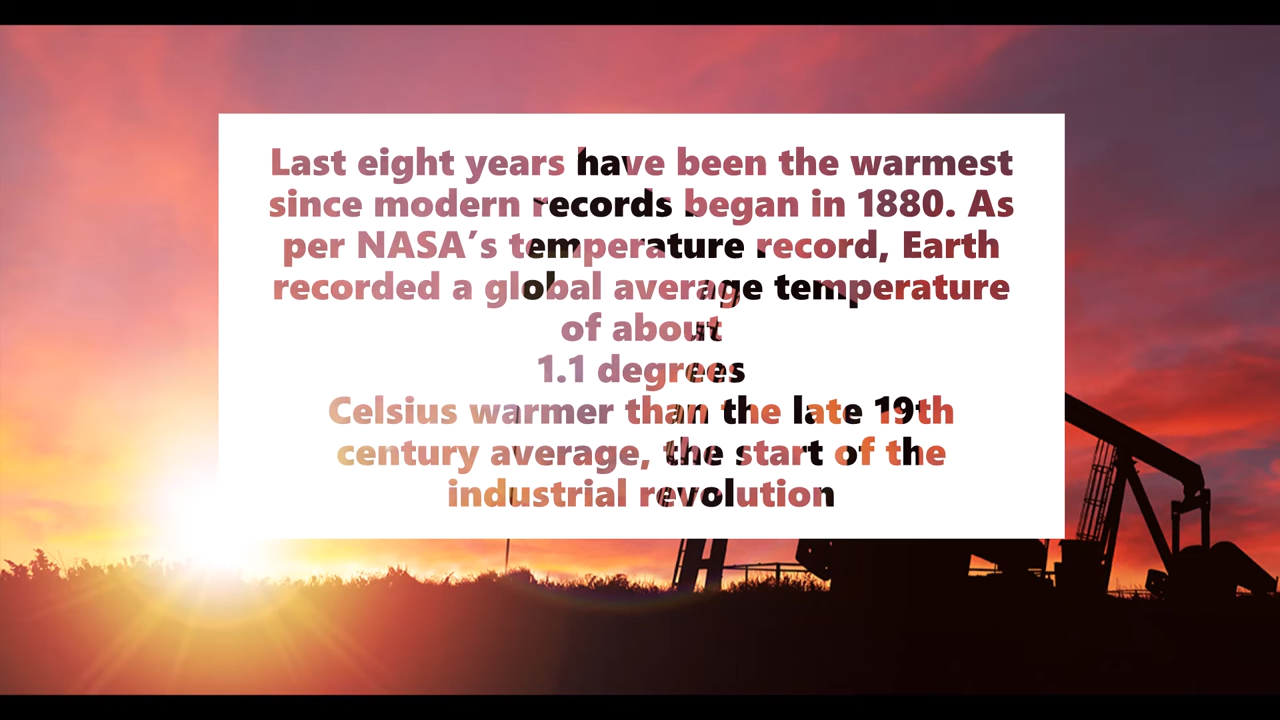 Last eight years have been the warmest
since modern records began in 1880. As
per NASA’s temperature record, Earth
recorded a global average temperature
of about
1.1 degrees
Celsius warmer than the late 19th
century average, the start of the
industrial revolution